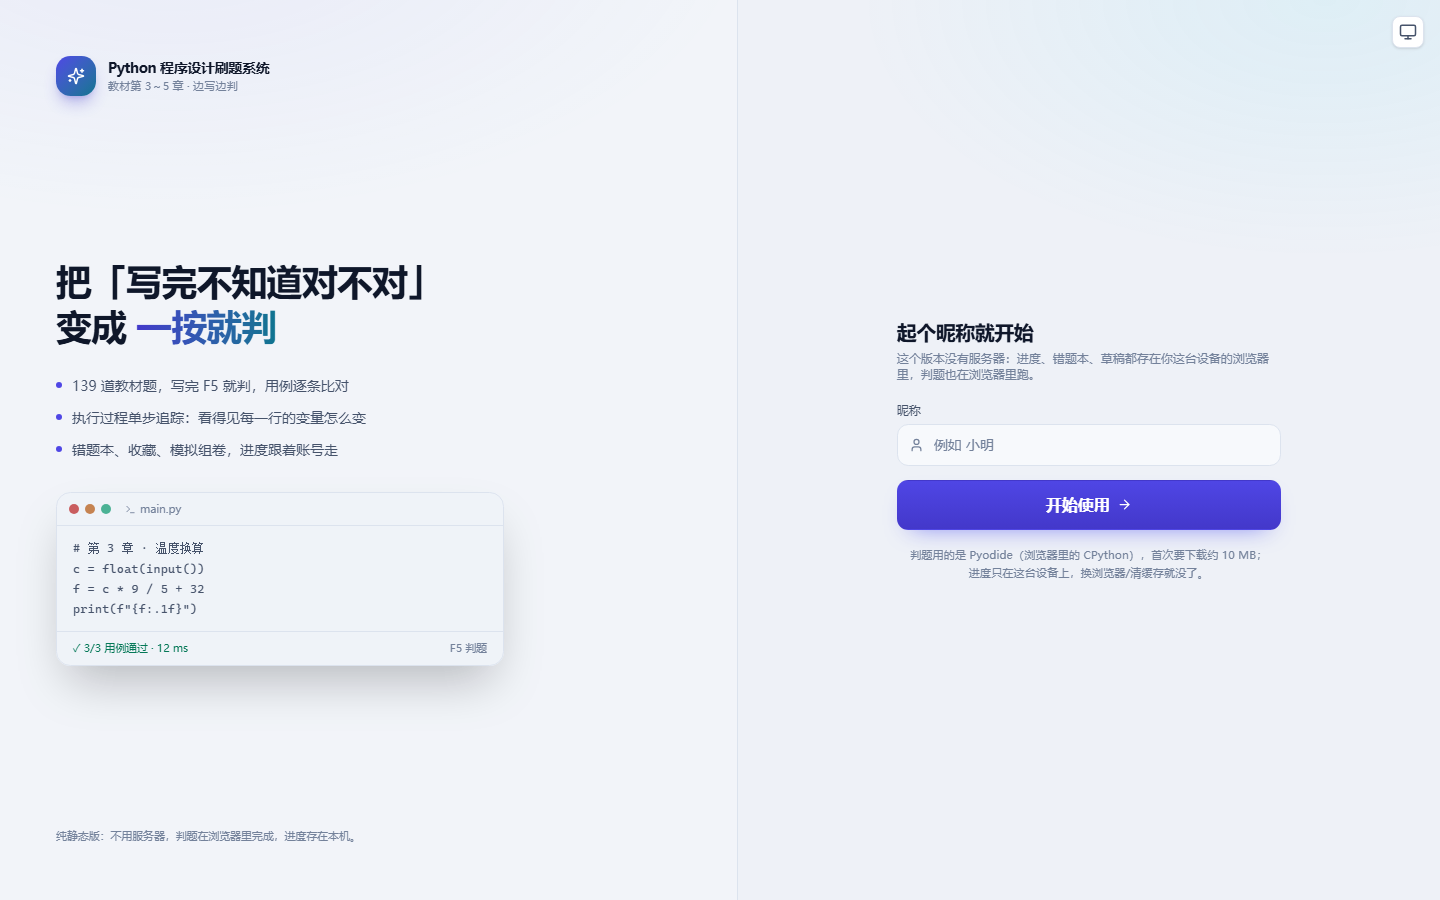 Python 程序设计刷题系统
教材第 3 ~ 5 章 · 边写边判
把「写完不知道对不对」
变成 一按就判
139 道教材题，写完 F5 就判，用例逐条比对
执行过程单步追踪：看得见每一行的变量怎么变
错题本、收藏、模拟组卷，进度跟着账号走
main.py
# 第 3 章 · 温度换算
c = float(input())
f = c * 9 / 5 + 32
print(f"{f:.1f}")
✓ 3/3 用例通过 · 12 ms
F5 判题
纯静态版：不用服务器，判题在浏览器里完成，进度存在本机。
起个昵称就开始
这个版本没有服务器：进度、错题本、草稿都存在你这台设备的浏览器
里，判题也在浏览器里跑。
昵称
例如 小明
开始使用 →
判题用的是 Pyodide（浏览器里的 CPython），首次要下载约 10 MB；
进度只在这台设备上，换浏览器/清缓存就没了。